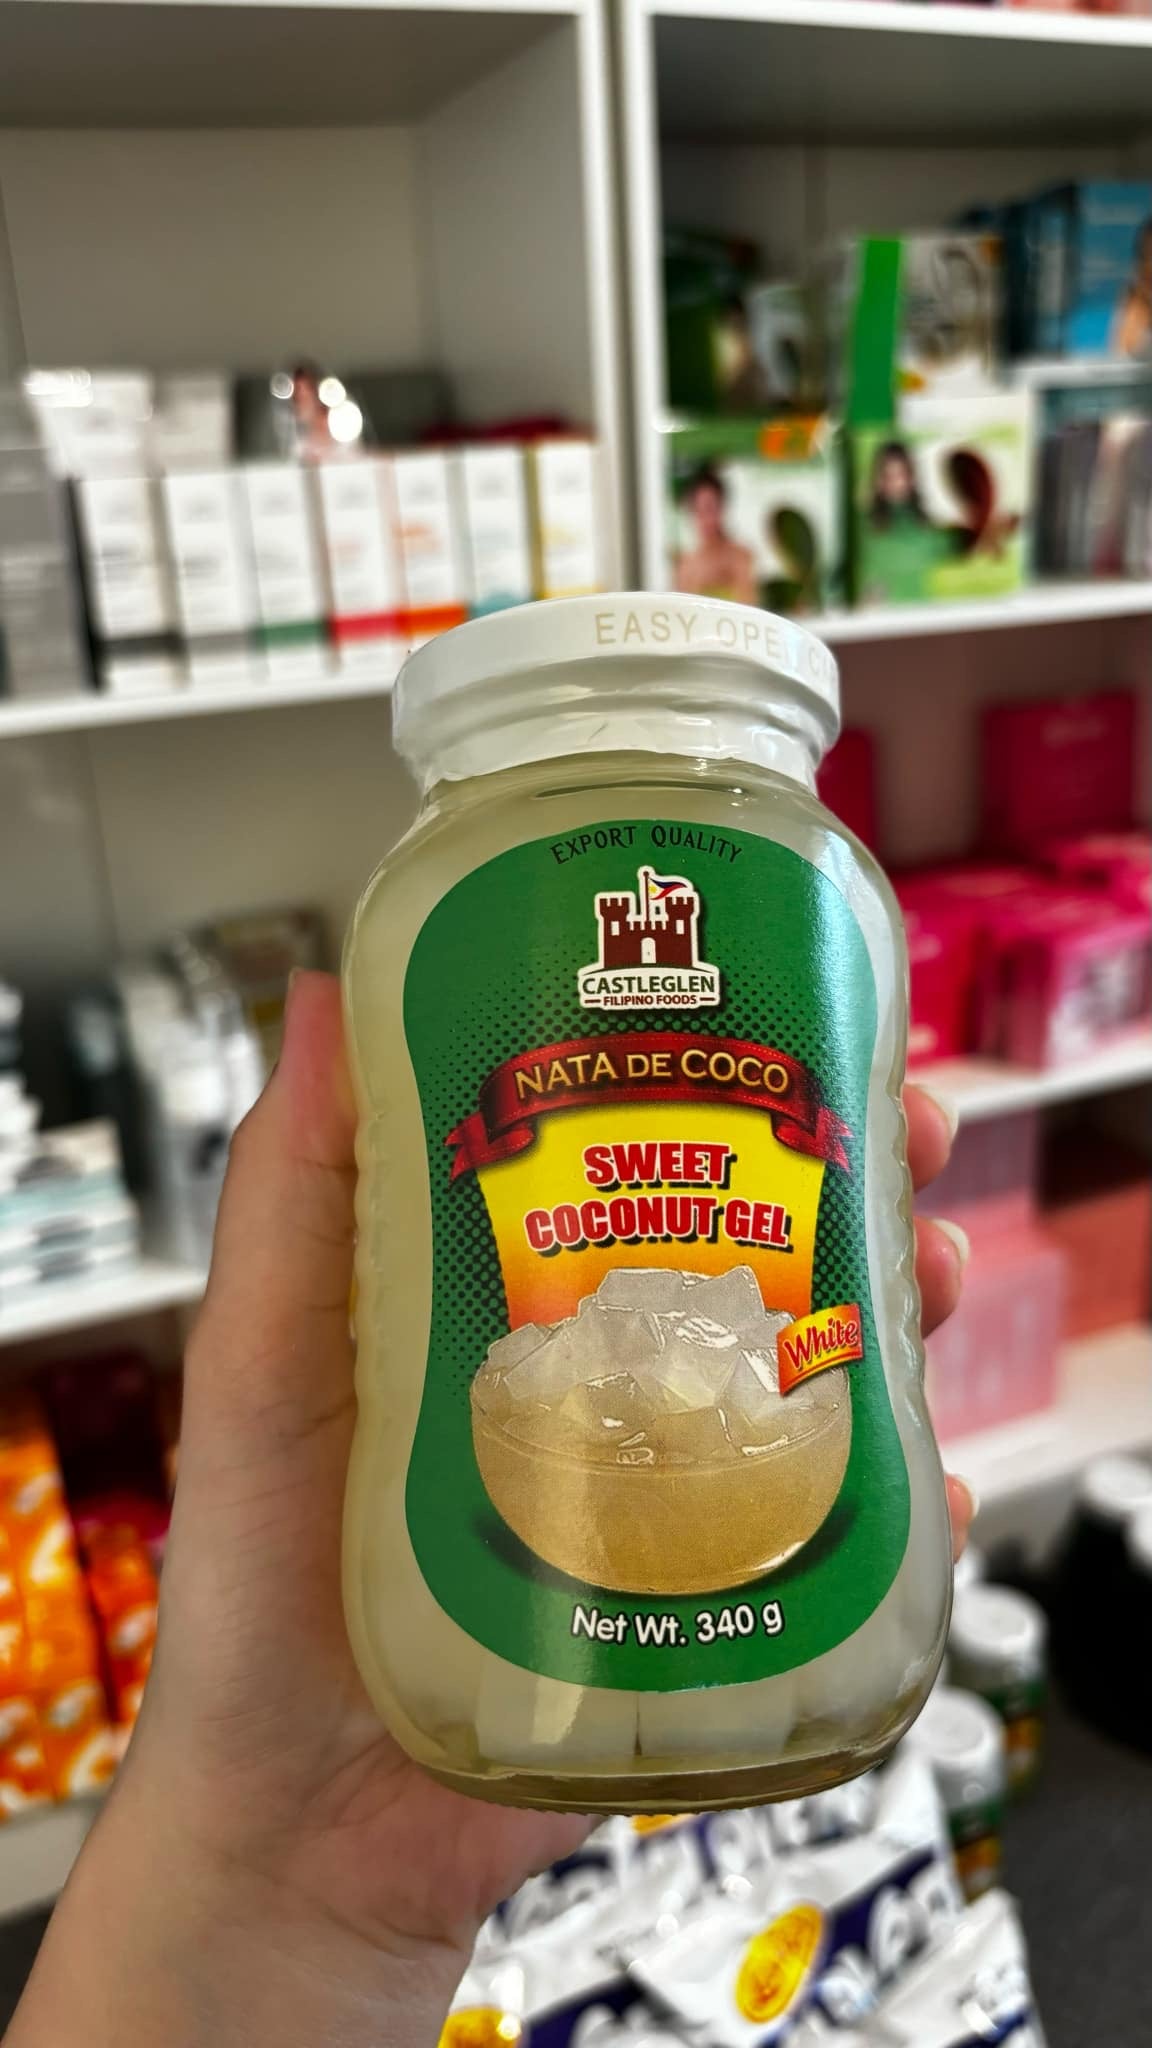 EASY OPE
EXPORT QUALITY
CASTLEGLEN
FILIPINO FOODS
NATA DE COCO
SWEET
COCONUT GEL
White
Net Wt. 340 g